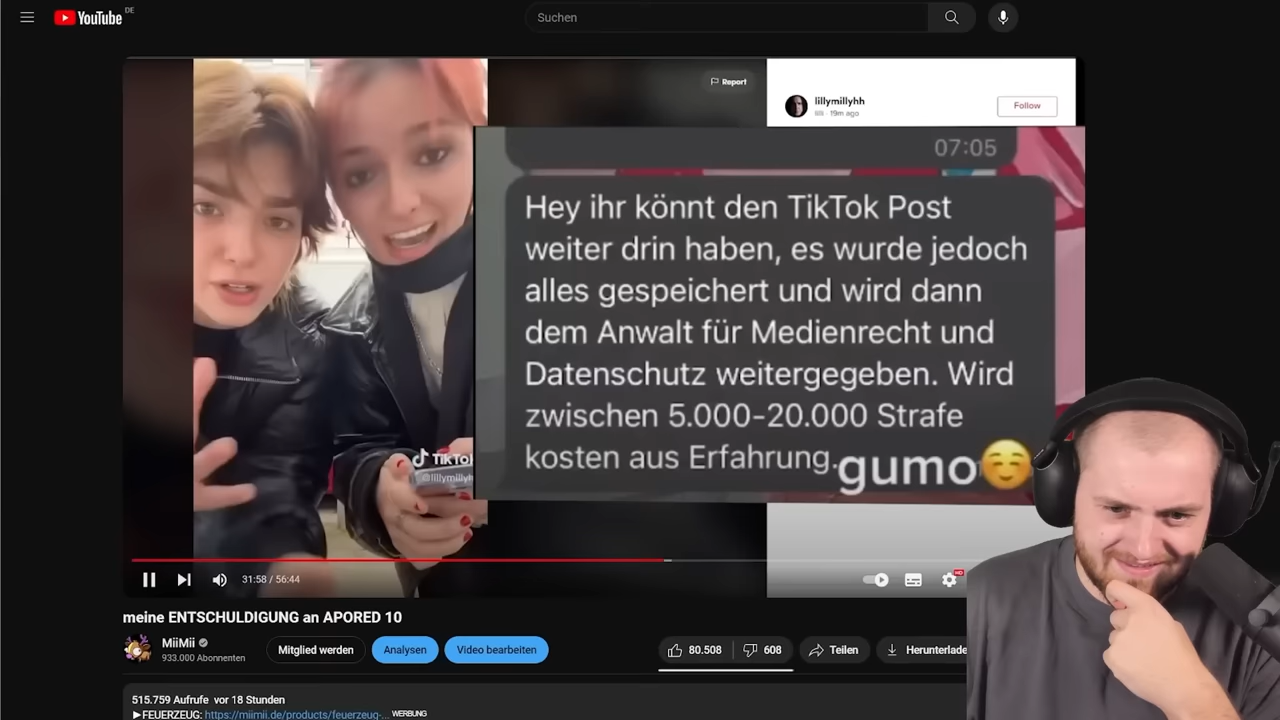 YouTube DE
Suchen
Report
lillymillyhh
lilli · 19m ago
Follow
07:05
Hey ihr könnt den TikTok Post
weiter drin haben, es wurde jedoch
alles gespeichert und wird dann
dem Anwalt für Medienrecht und
Datenschutz weitergegeben. Wird
zwischen 5.000-20.000 Strafe
kosten aus Erfahrung.
gumo
TikTok
@lillymillyh
31:58 / 56:44
HD
meine ENTSCHULDIGUNG an APORED 10
MiiMii
933.000 Abonnenten
Mitglied werden
Analysen
Video bearbeiten
80.508
608
Teilen
Herunterlade
515.759 Aufrufe vor 18 Stunden
▶FEUERZEUG: https://miimii.de/products/feuerzeug-... WERBUNG